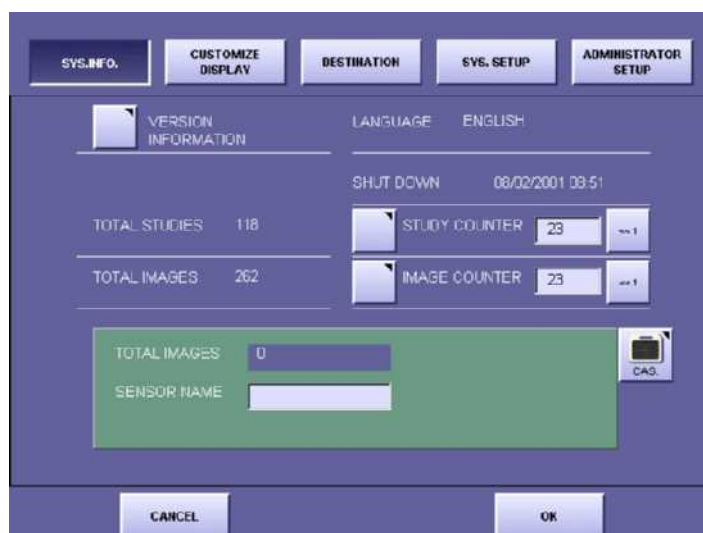 SYS.INFO.
CUSTOMIZE
DISPLAY
DESTINATION
SYS. SETUP
ADMINISTRATOR
SETUP
VERSION
INFORMATION
LANGUAGE ENGLISH
SHUT DOWN 08/02/2001 08:51
TOTAL STUDIES 118
STUDY COUNTER 23
TOTAL IMAGES 262
IMAGE COUNTER 23
TOTAL IMAGES 0
SENSOR NAME
CAS.
CANCEL
OK